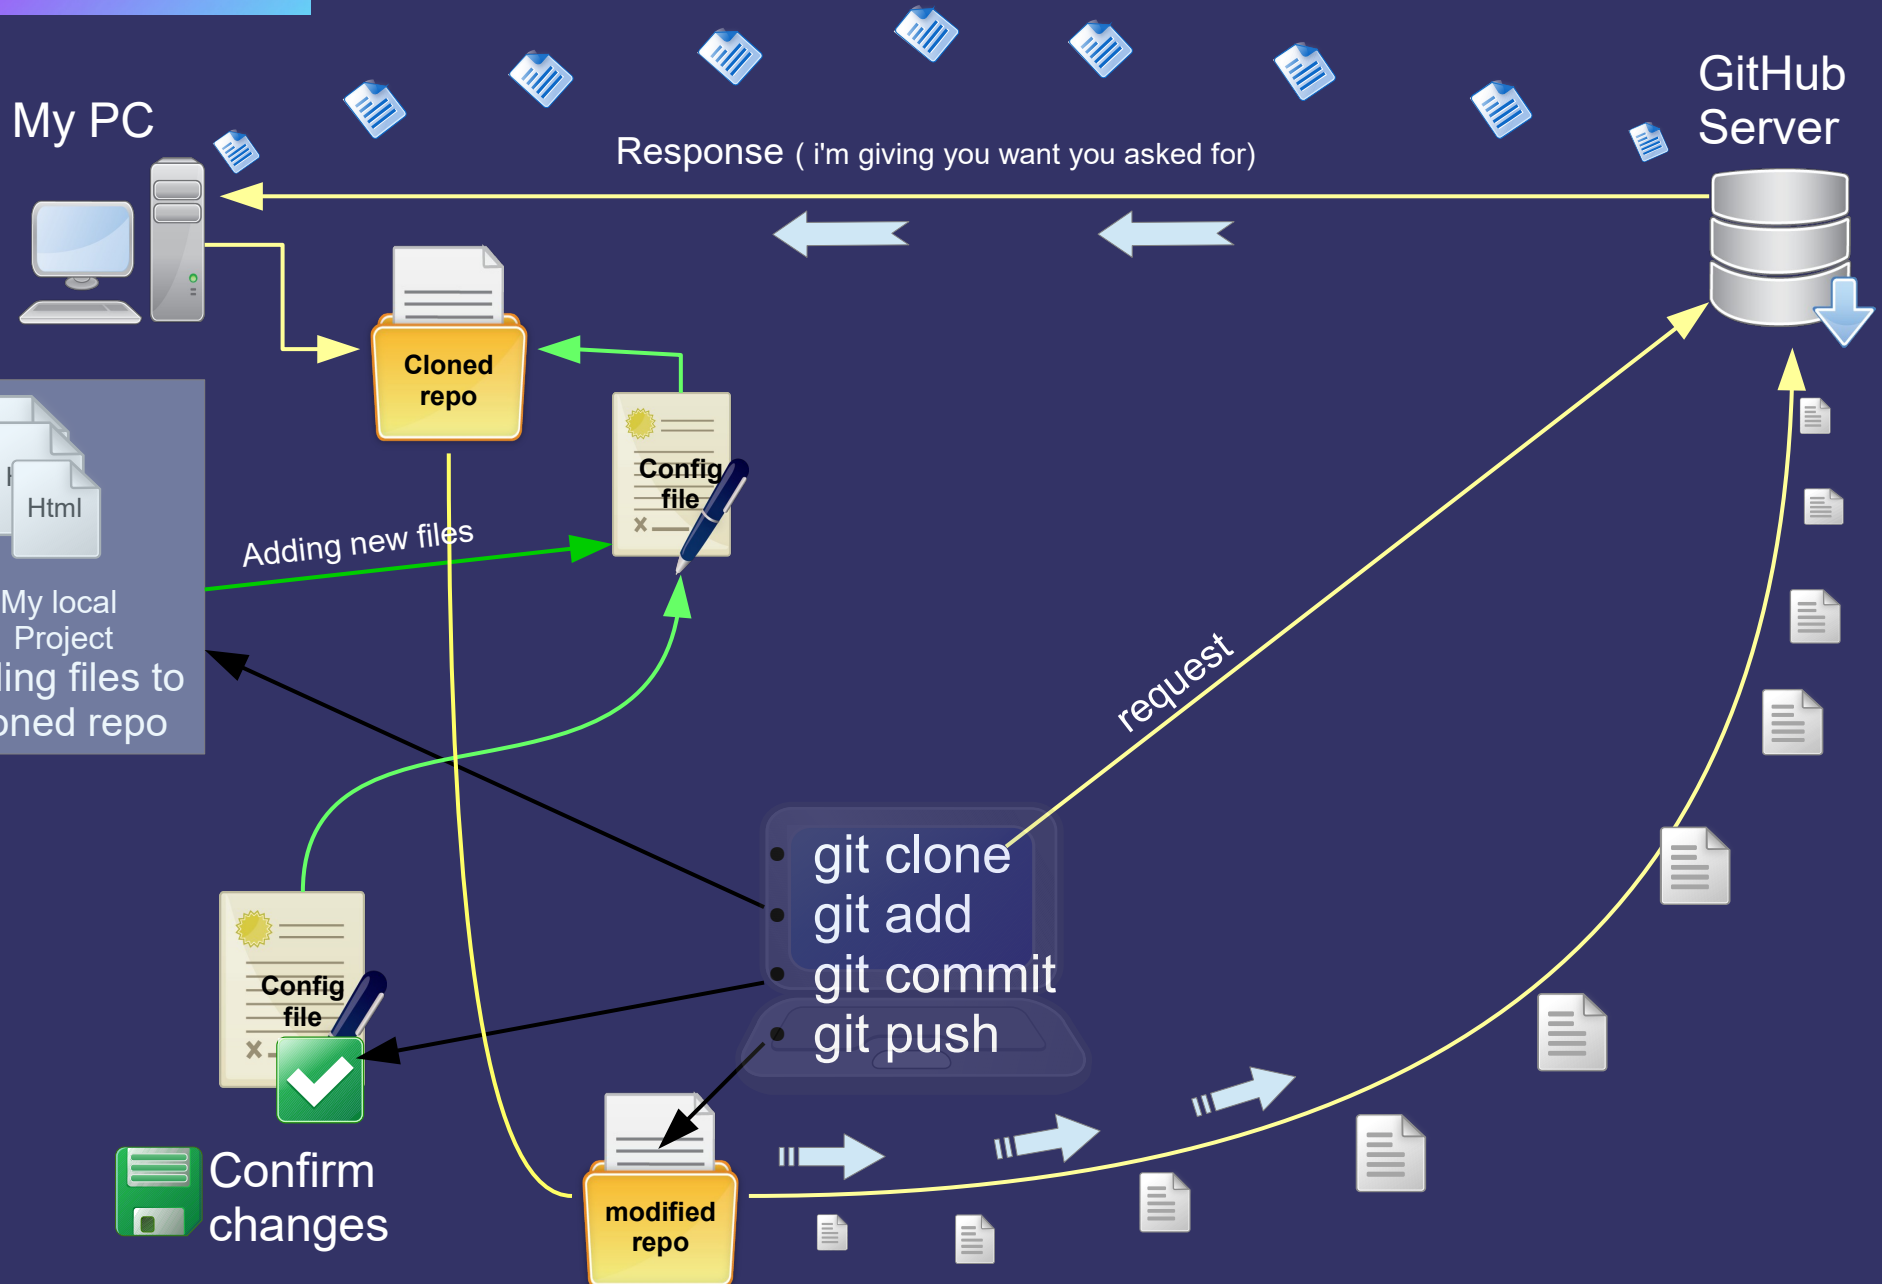 GitHub
Server
My PC
Response ( i'm giving you want you asked for)
Cloned
repo
Config
file
Html
Adding new files
My local
Project
ling files to
oned repo
request
git clone
git add
git commit
git push
Config
file
Confirm
changes
modified
repo